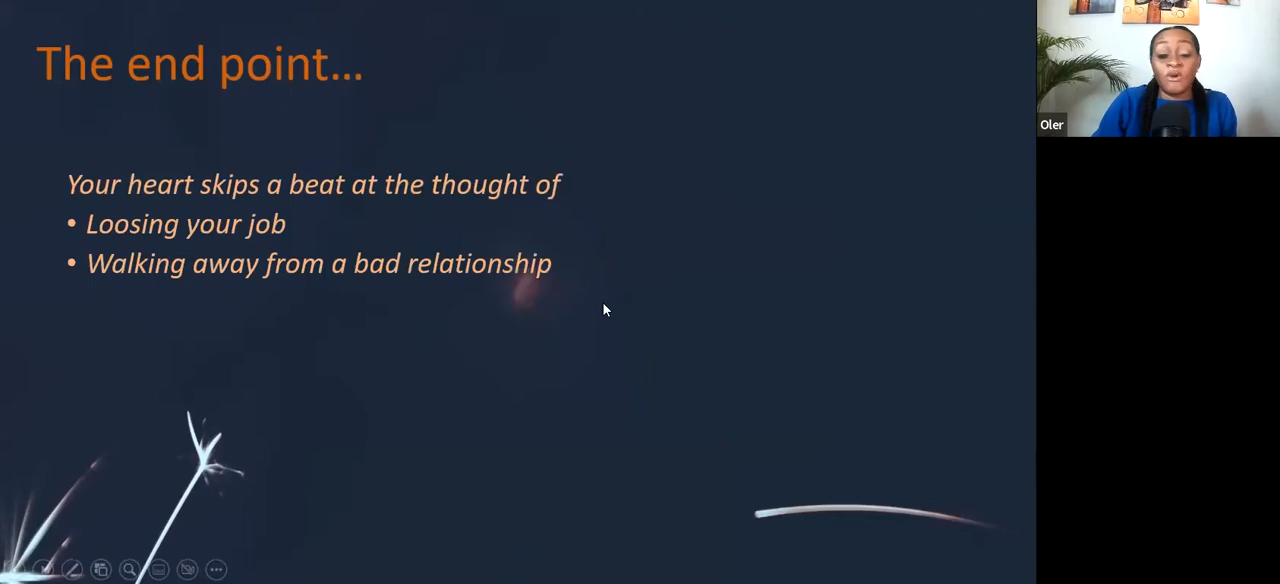 The end point...
Your heart skips a beat at the thought of
• Loosing your job
• Walking away from a bad relationship
Oler